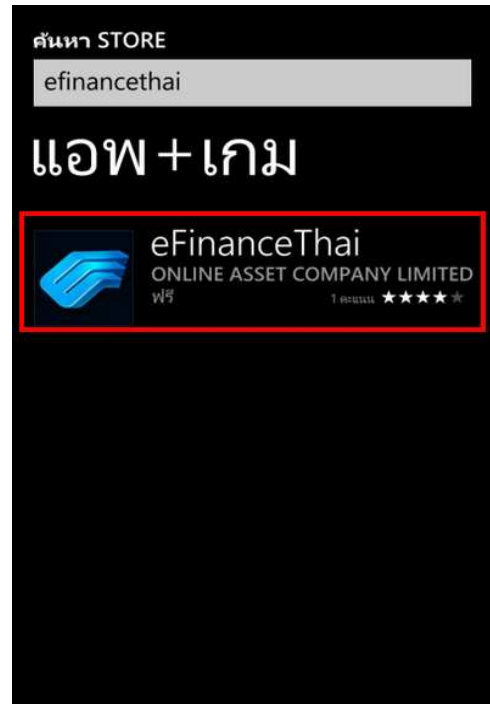 ค้นหา STORE
efinancethai
แอพ+เกม
eFinanceThai
ONLINE ASSET COMPANY LIMITED
ฟรี 1 คะแนน ★★★★★